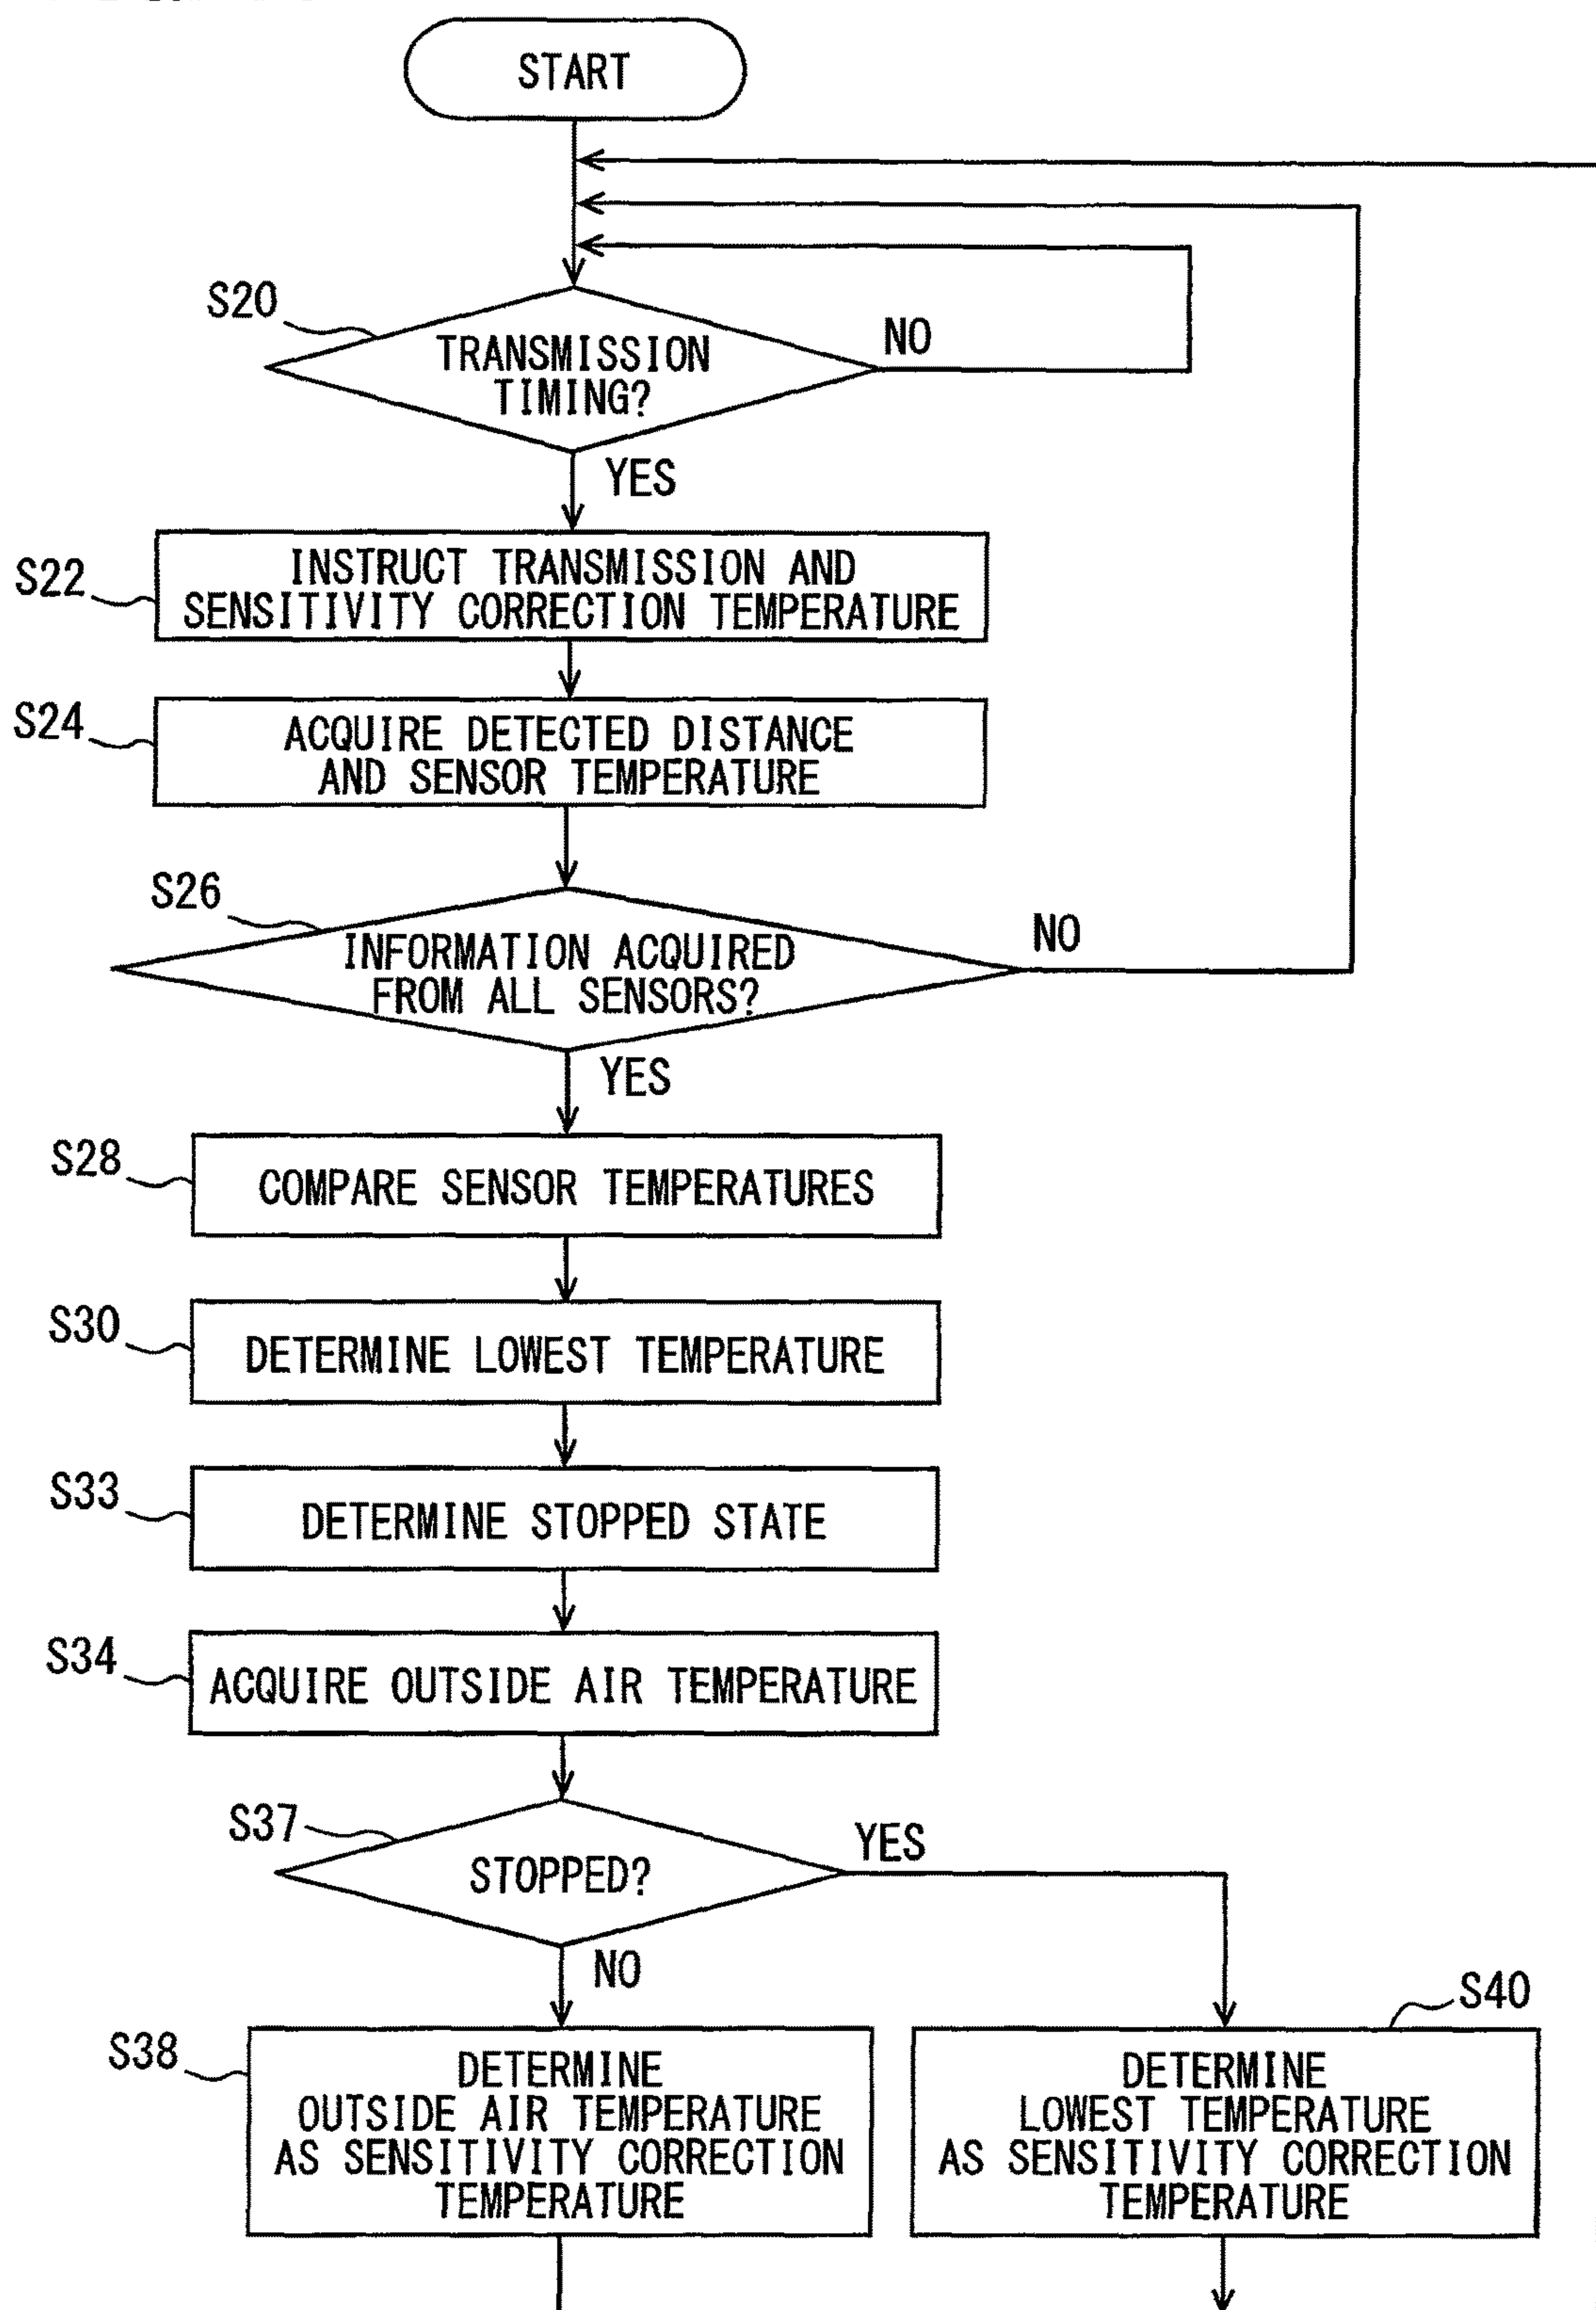 START
S20
TRANSMISSION
TIMING?
NO
YES
S22
INSTRUCT TRANSMISSION AND
SENSITIVITY CORRECTION TEMPERATURE
S24
ACQUIRE DETECTED DISTANCE
AND SENSOR TEMPERATURE
S26
INFORMATION ACQUIRED
FROM ALL SENSORS?
NO
YES
S28
COMPARE SENSOR TEMPERATURES
S30
DETERMINE LOWEST TEMPERATURE
S33
DETERMINE STOPPED STATE
S34
ACQUIRE OUTSIDE AIR TEMPERATURE
S37
STOPPED?
YES
NO
S38
DETERMINE
OUTSIDE AIR TEMPERATURE
AS SENSITIVITY CORRECTION
TEMPERATURE
S40
DETERMINE
LOWEST TEMPERATURE
AS SENSITIVITY CORRECTION
TEMPERATURE